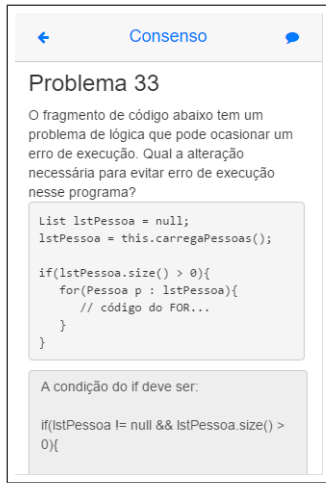 Consenso
Problema 33
O fragmento de código abaixo tem um
problema de lógica que pode ocasionar um
erro de execução. Qual a alteração
necessária para evitar erro de execução
nesse programa?
List lstPessoa = null;
lstPessoa = this.carregaPessoas();
if(lstPessoa.size() > 0){
for(Pessoa p : lstPessoa){
// código do FOR...
}
}
A condição do if deve ser:
if(lstPessoa != null && lstPessoa.size() >
0){